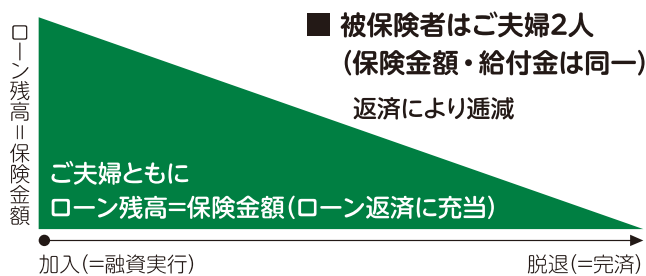 ■ 被保険者はご夫婦2人
（保険金額・給付金は同一）
返済により逓減
ローン残高＝保険金額
ご夫婦ともに
ローン残高＝保険金額（ローン返済に充当）
加入（＝融資実行）
脱退（＝完済）